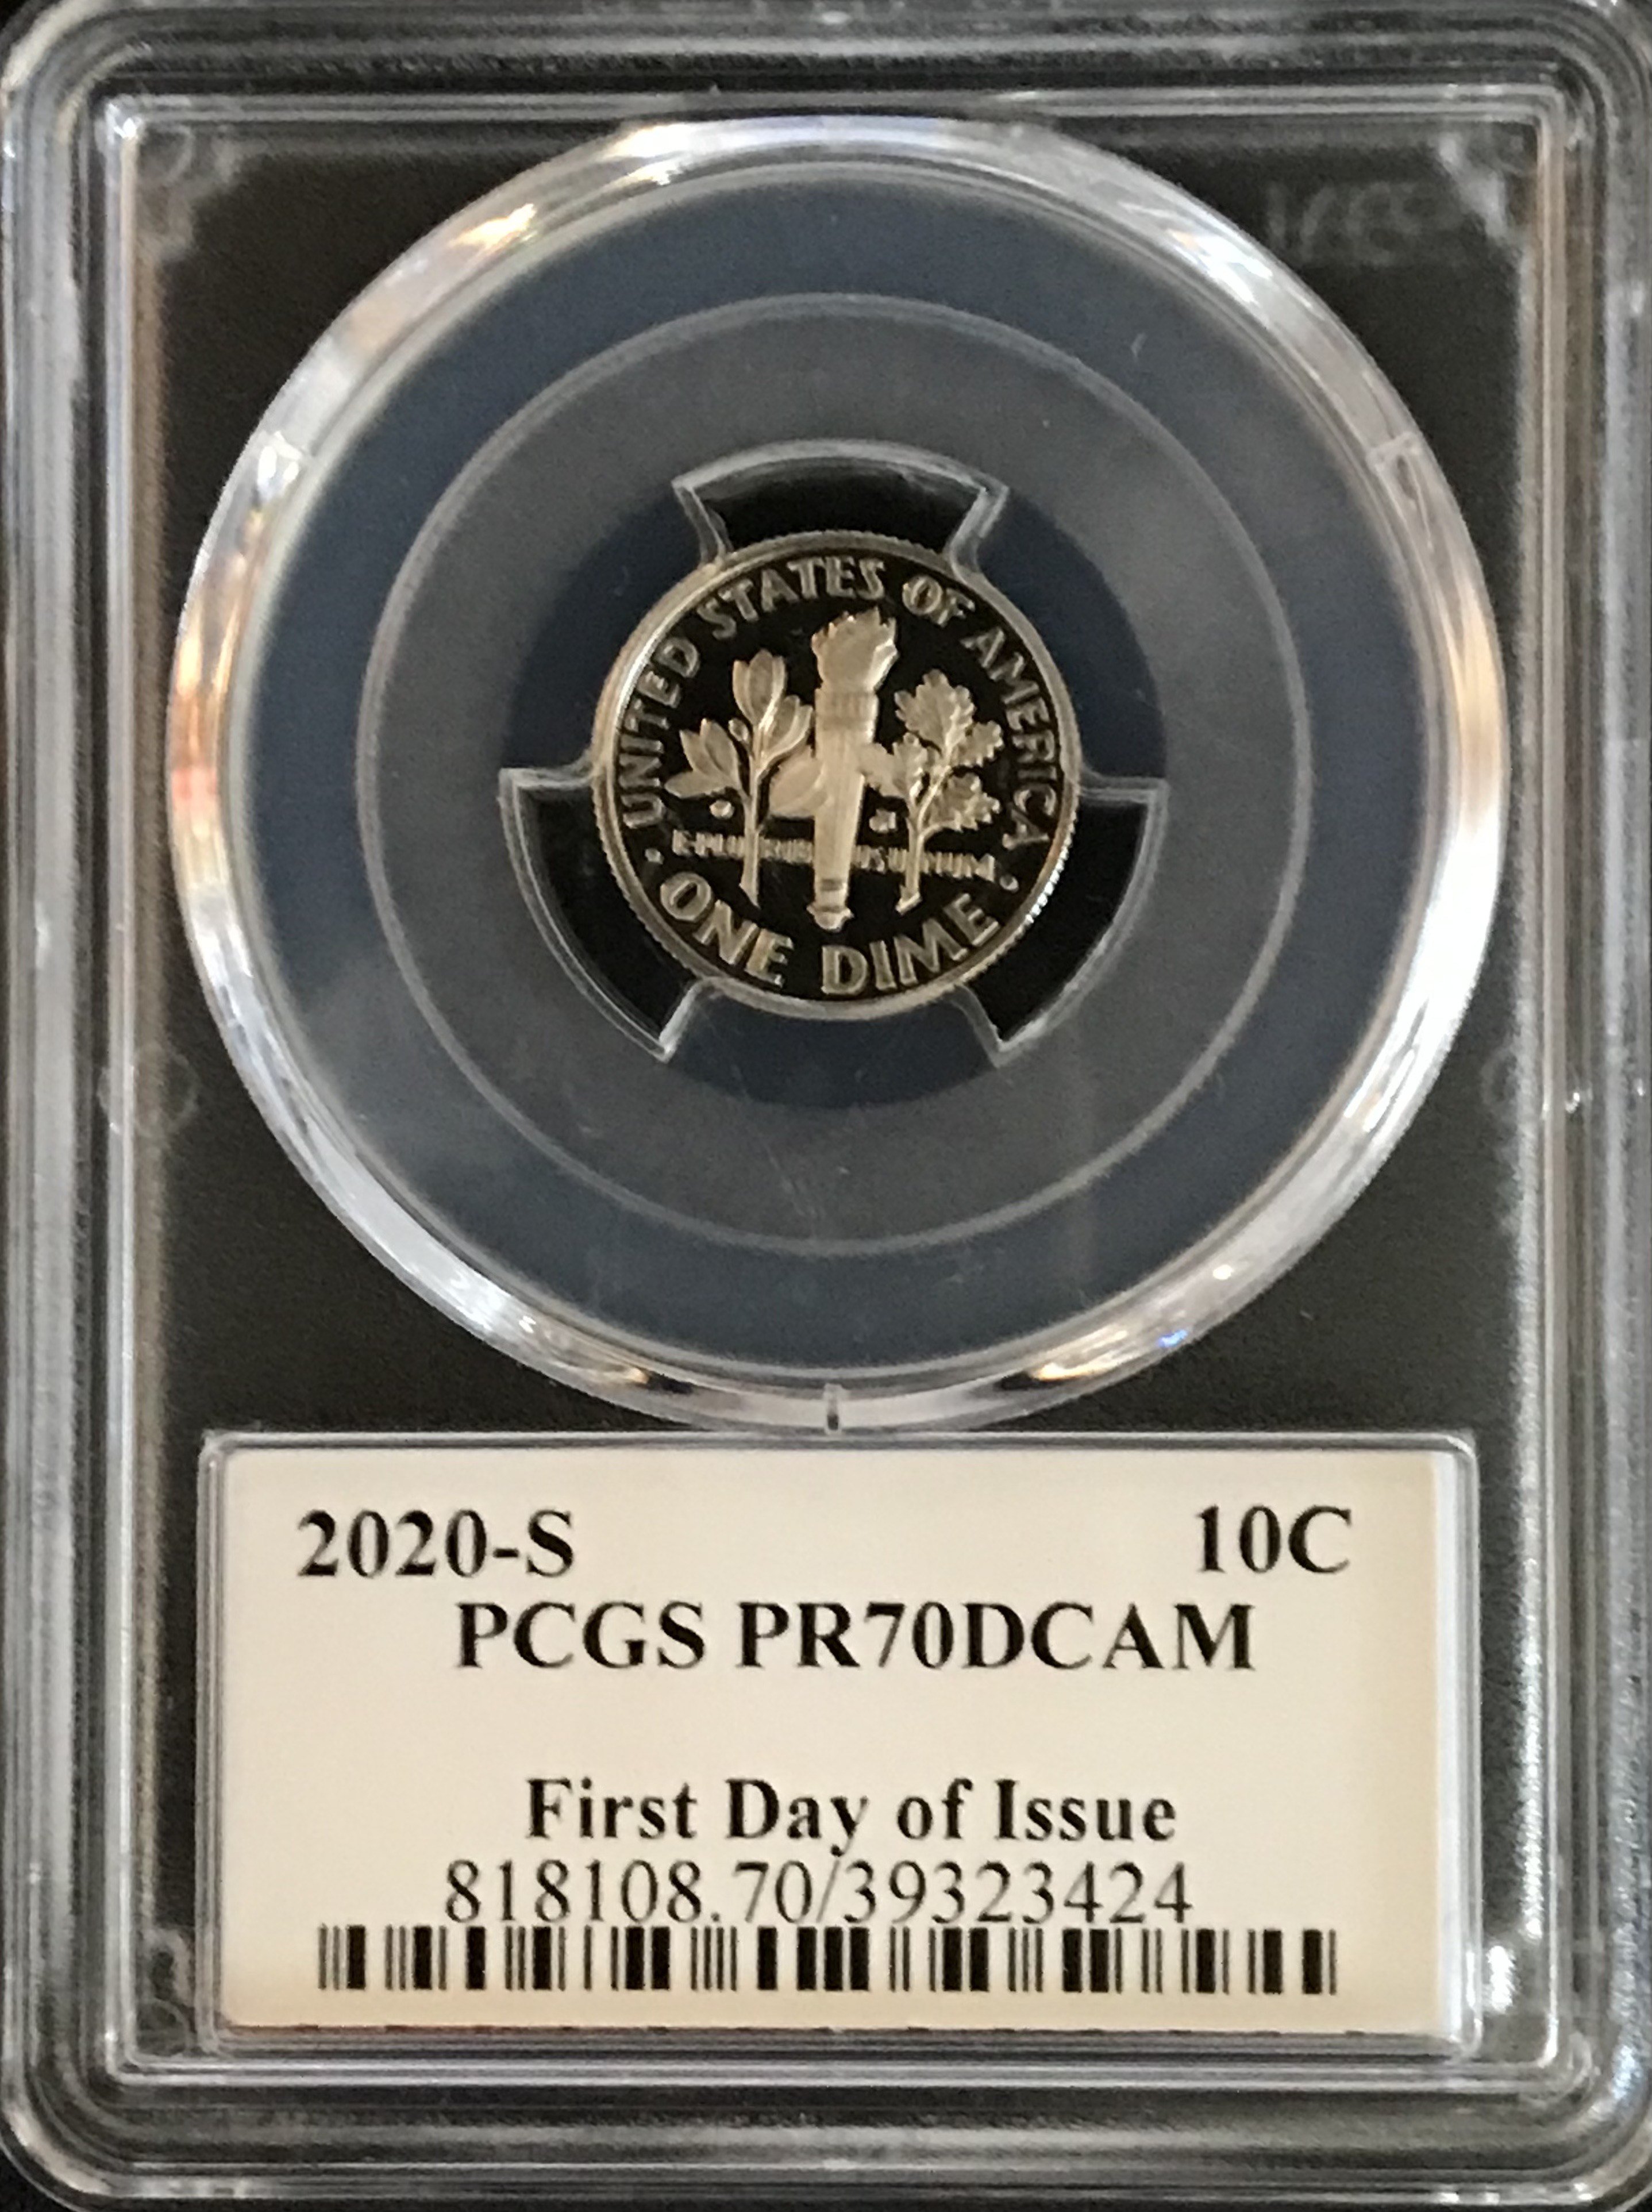 UNITED STATES OF AMERICA
E PLURIBUS UNUM
ONE DIME
2020-S 10C
PCGS PR70DCAM
First Day of Issue
818108.70/39323424